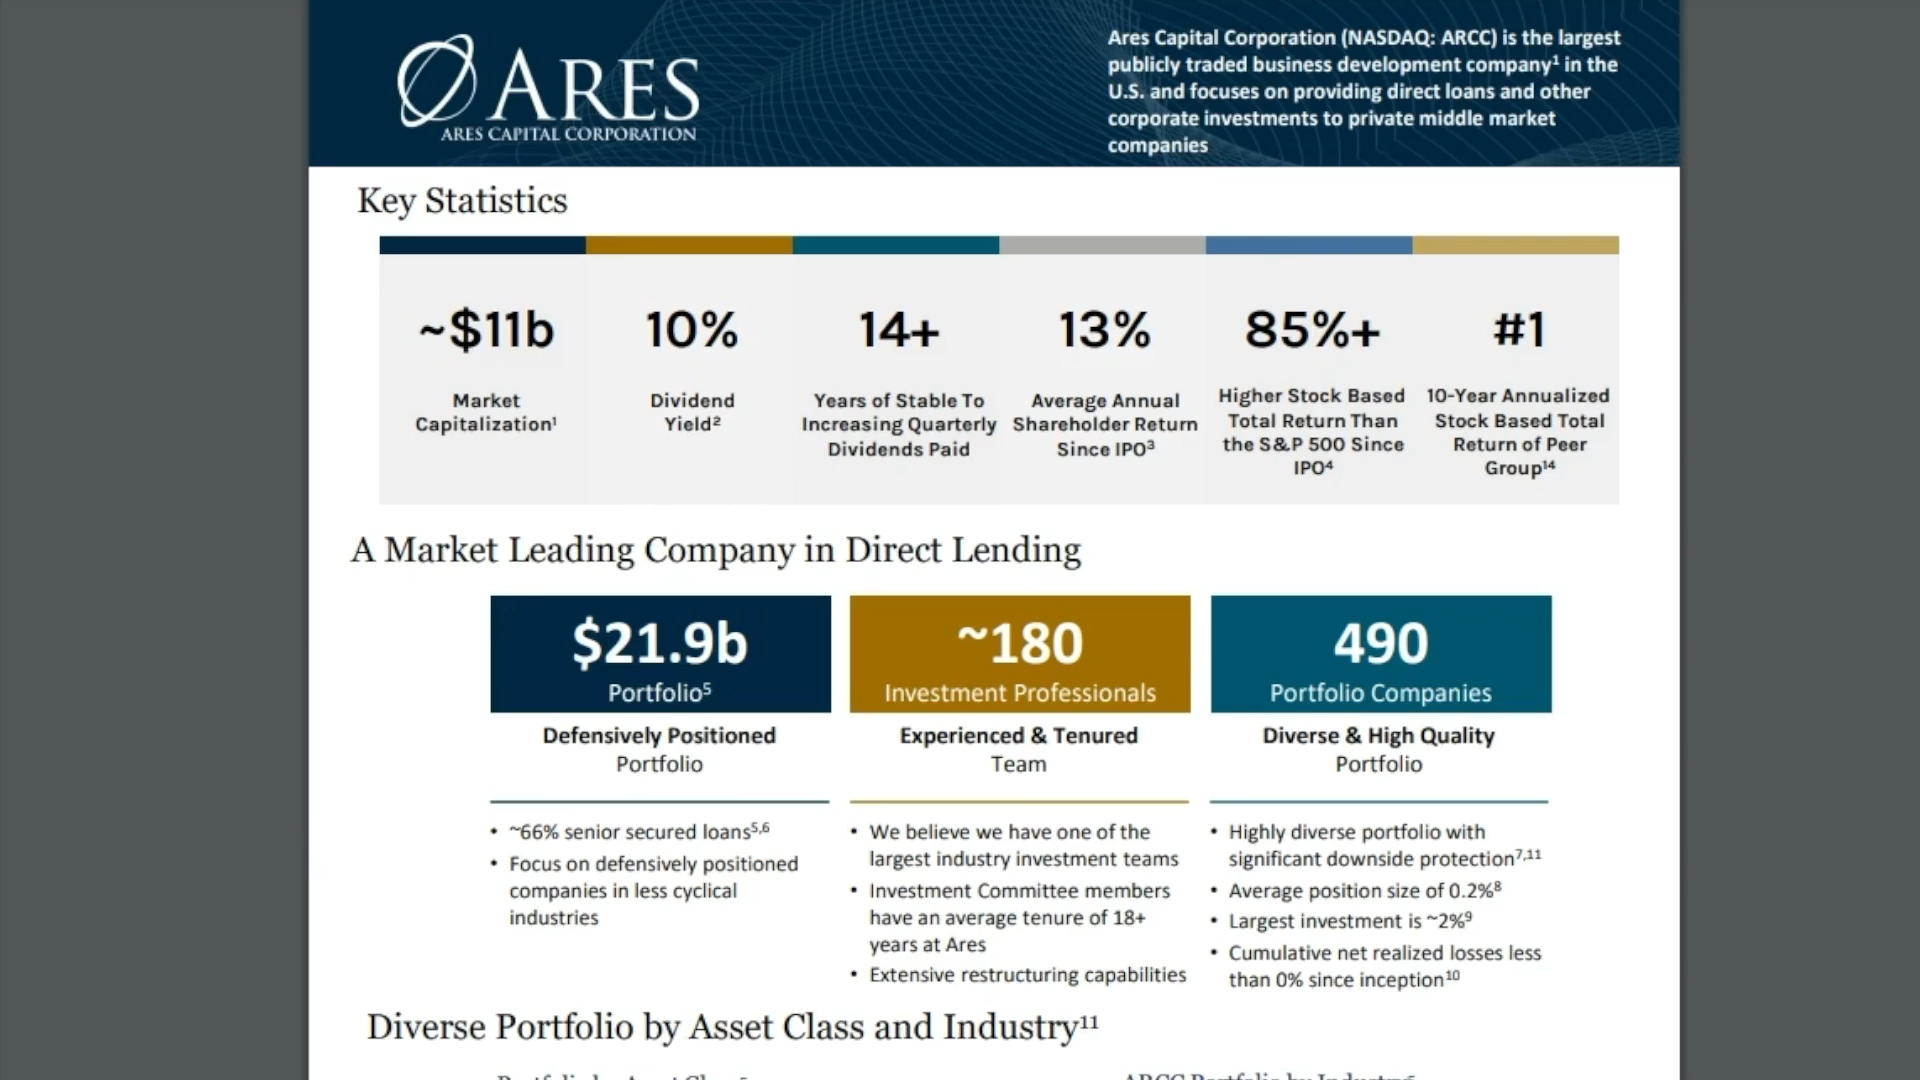 ARES
ARES CAPITAL CORPORATION
Ares Capital Corporation (NASDAQ: ARCC) is the largest
publicly traded business development company¹ in the
U.S. and focuses on providing direct loans and other
corporate investments to private middle market
companies
Key Statistics
~$11b
Market
Capitalization¹
10%
Dividend
Yield²
14+
Years of Stable To
Increasing Quarterly
Dividends Paid
13%
Average Annual
Shareholder Return
Since IPO³
85%+
Higher Stock Based
Total Return Than
the S&P 500 Since
IPO⁴
#1
10-Year Annualized
Stock Based Total
Return of Peer
Group¹⁴
A Market Leading Company in Direct Lending
$21.9b
Portfolio⁵
Defensively Positioned
Portfolio
• ~66% senior secured loans⁵,⁶
• Focus on defensively positioned
companies in less cyclical
industries
~180
Investment Professionals
Experienced & Tenured
Team
• We believe we have one of the
largest industry investment teams
• Investment Committee members
have an average tenure of 18+
years at Ares
• Extensive restructuring capabilities
490
Portfolio Companies
Diverse & High Quality
Portfolio
• Highly diverse portfolio with
significant downside protection⁷,¹¹
• Average position size of 0.2%⁸
• Largest investment is ~2%⁹
• Cumulative net realized losses less
than 0% since inception¹⁰
Diverse Portfolio by Asset Class and Industry¹¹
Portfolio by Asset Class⁵
ARCC Portfolio by Industry⁵